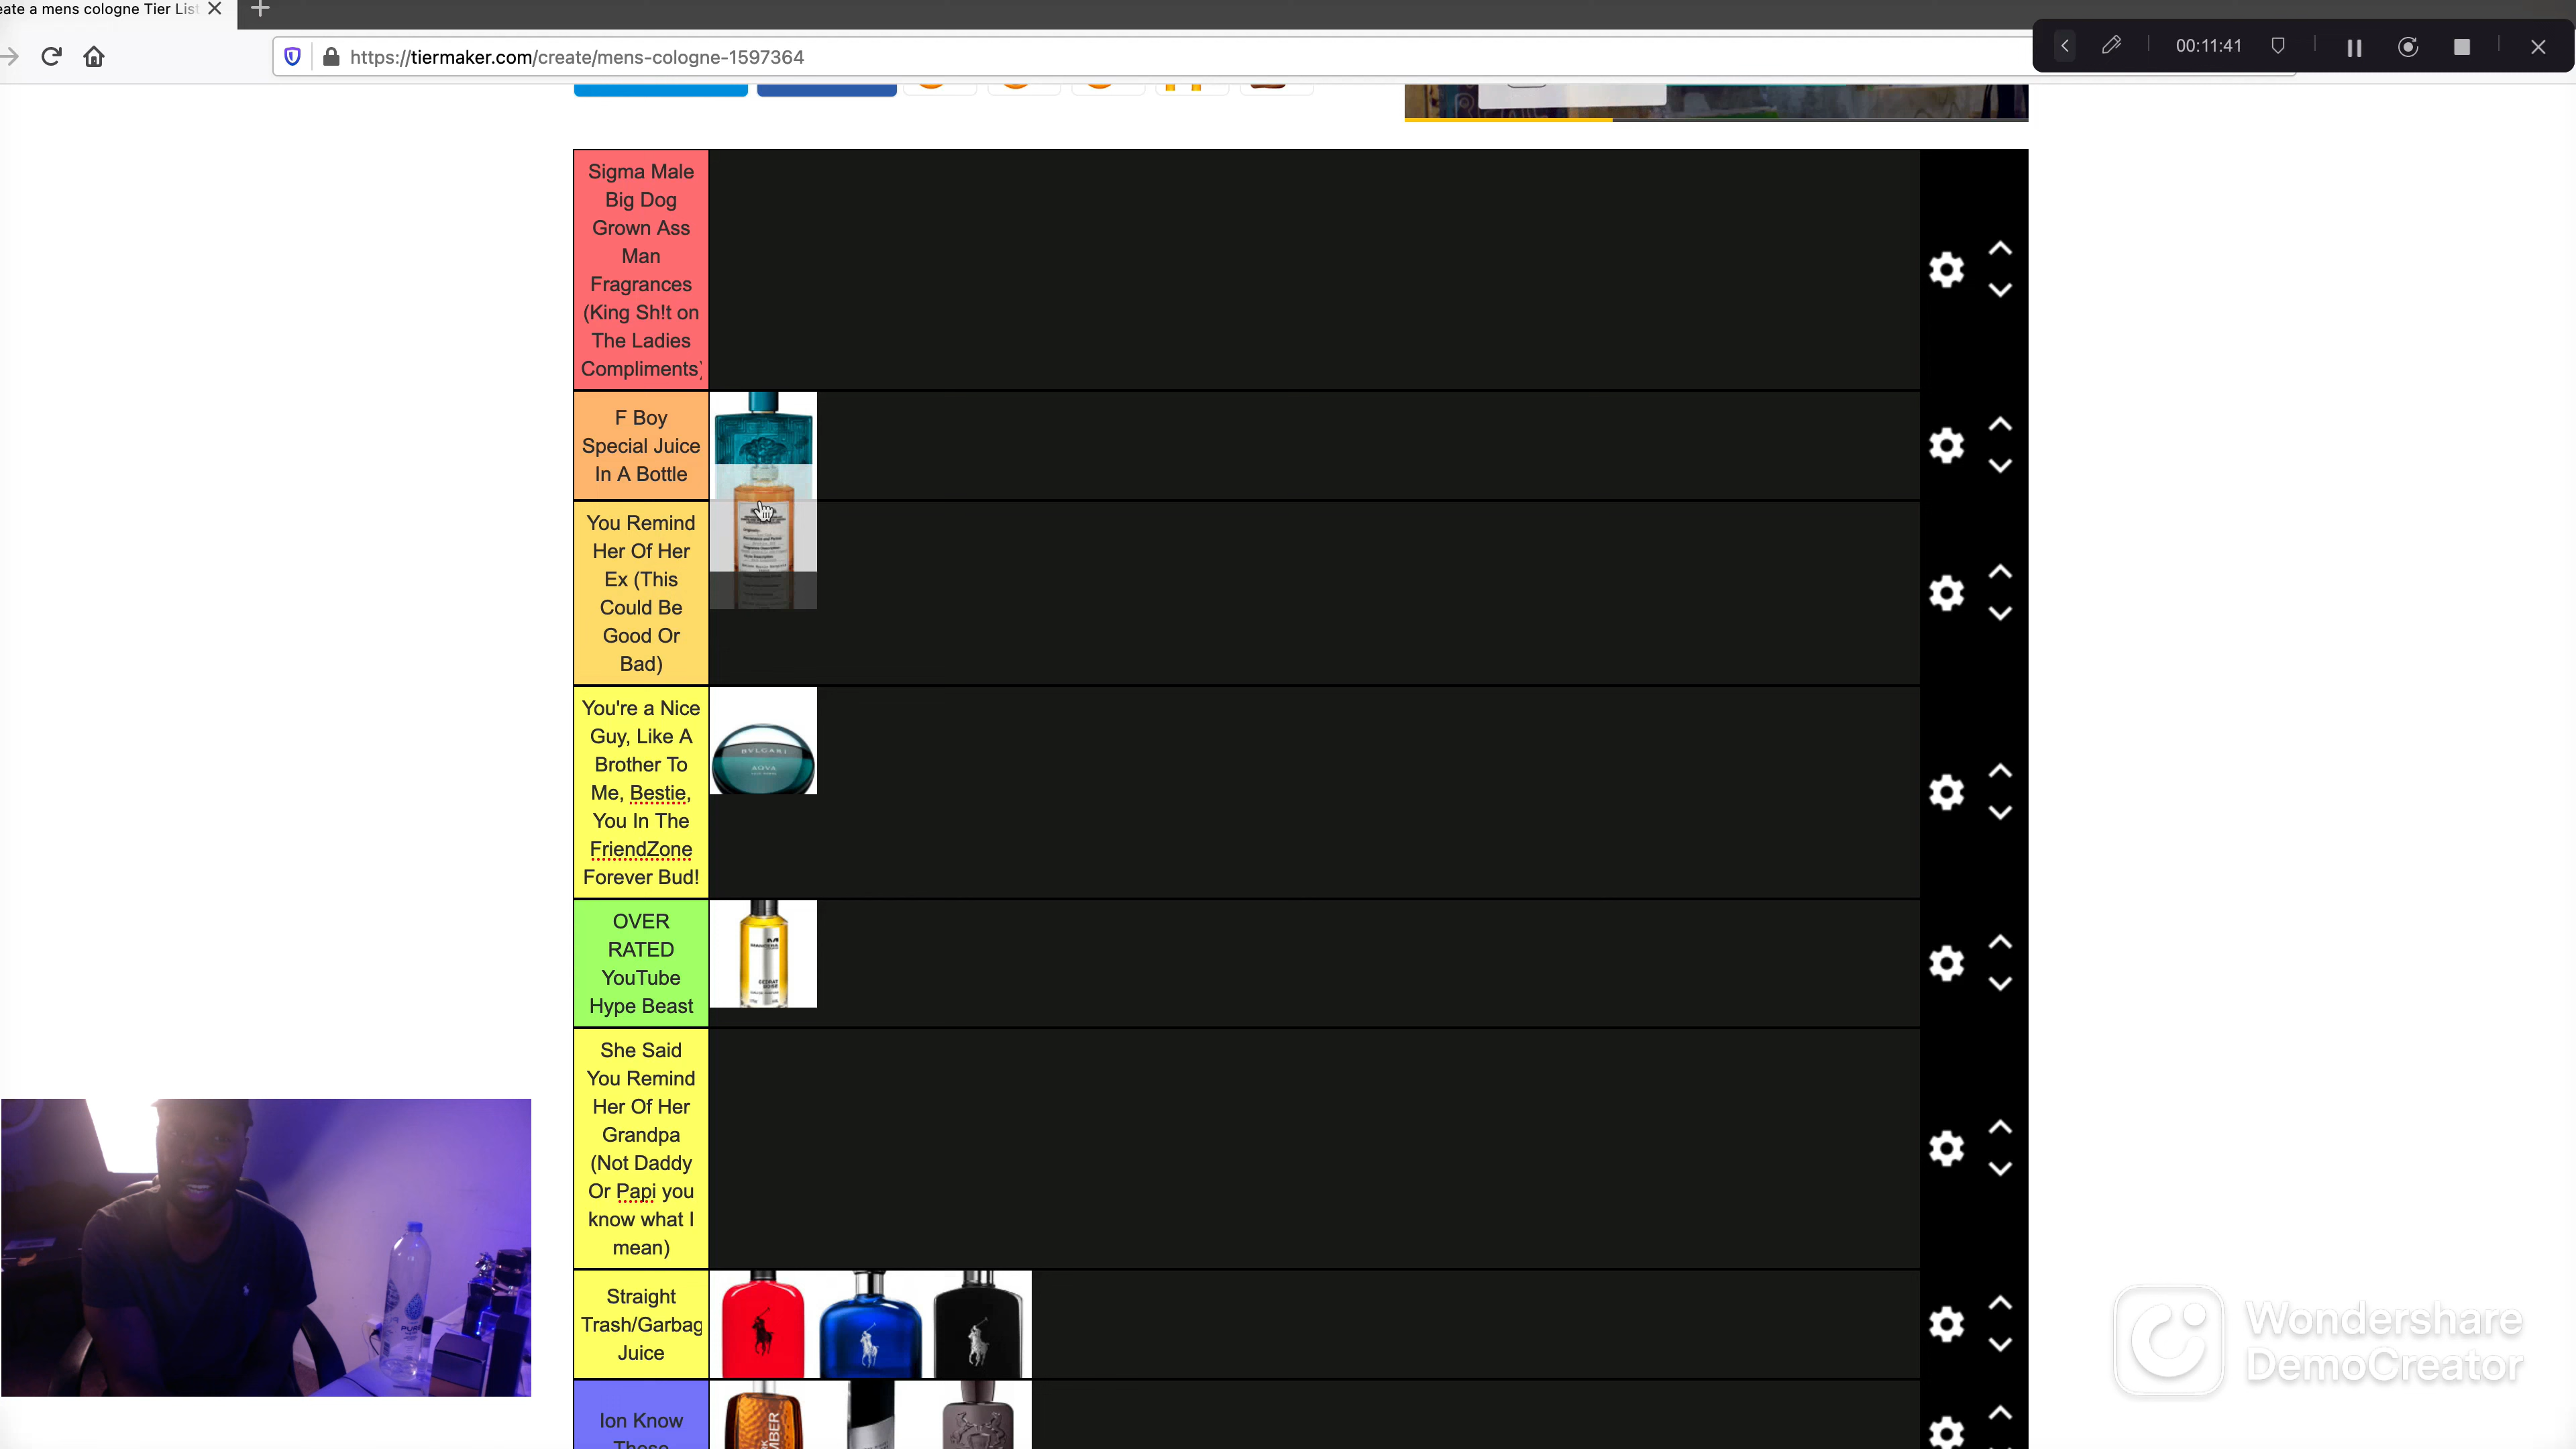 eate a mens cologne Tier List
https://tiermaker.com/create/mens-cologne-1597364
00:11:41
Sigma Male
Big Dog
Grown Ass
Man
Fragrances
(King Sh!t on
The Ladies
Compliments)
F Boy
Special Juice
In A Bottle
You Remind
Her Of Her
Ex (This
Could Be
Good Or
Bad)
You're a Nice
Guy, Like A
Brother To
Me, Bestie,
You In The
FriendZone
Forever Bud!
BVLGARI
AQVA
OVER
RATED
YouTube
Hype Beast
MANCERA
CEDRAT
BOISE
She Said
You Remind
Her Of Her
Grandpa
(Not Daddy
Or Papi you
know what I
mean)
Straight
Trash/Garbag
Juice
Ion Know
These
Wondershare
DemoCreator